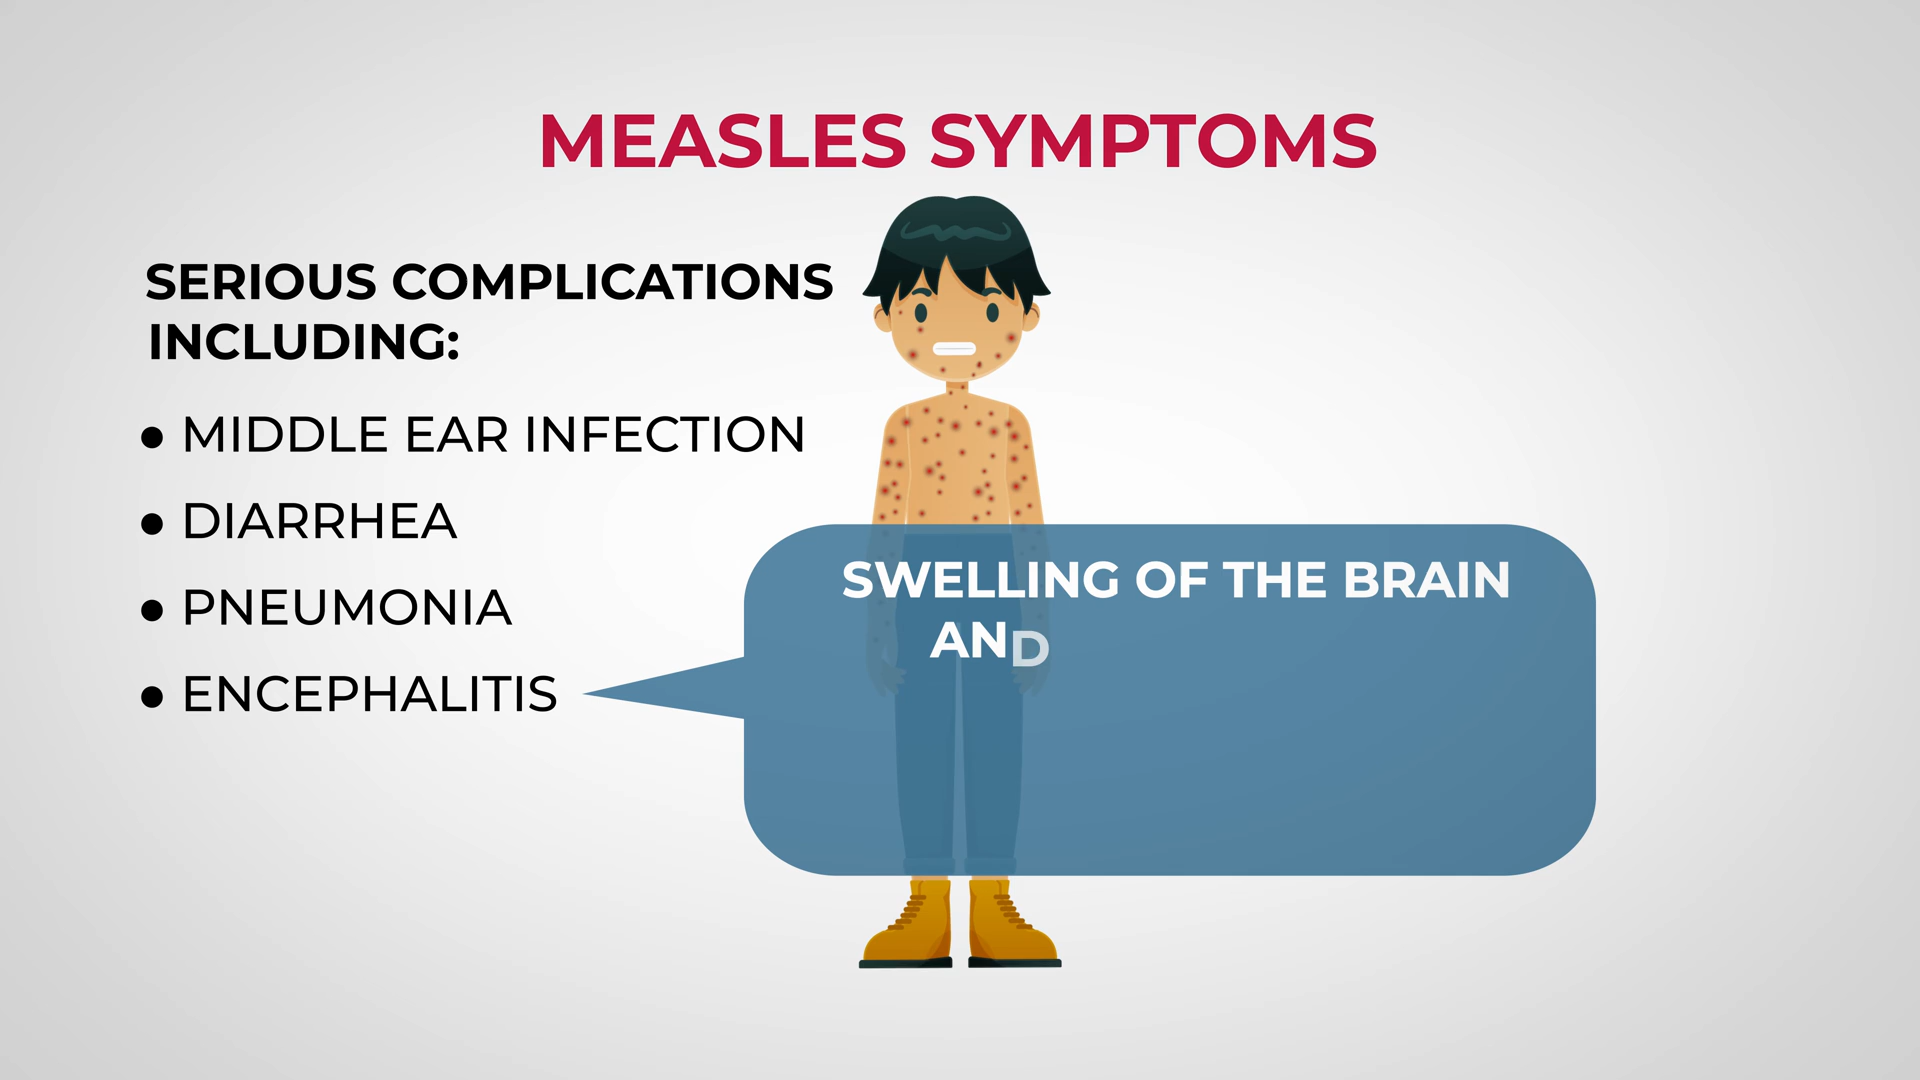 MEASLES SYMPTOMS
SERIOUS COMPLICATIONS
INCLUDING:
• MIDDLE EAR INFECTION
• DIARRHEA
• PNEUMONIA
• ENCEPHALITIS
SWELLING OF THE BRAIN
AND